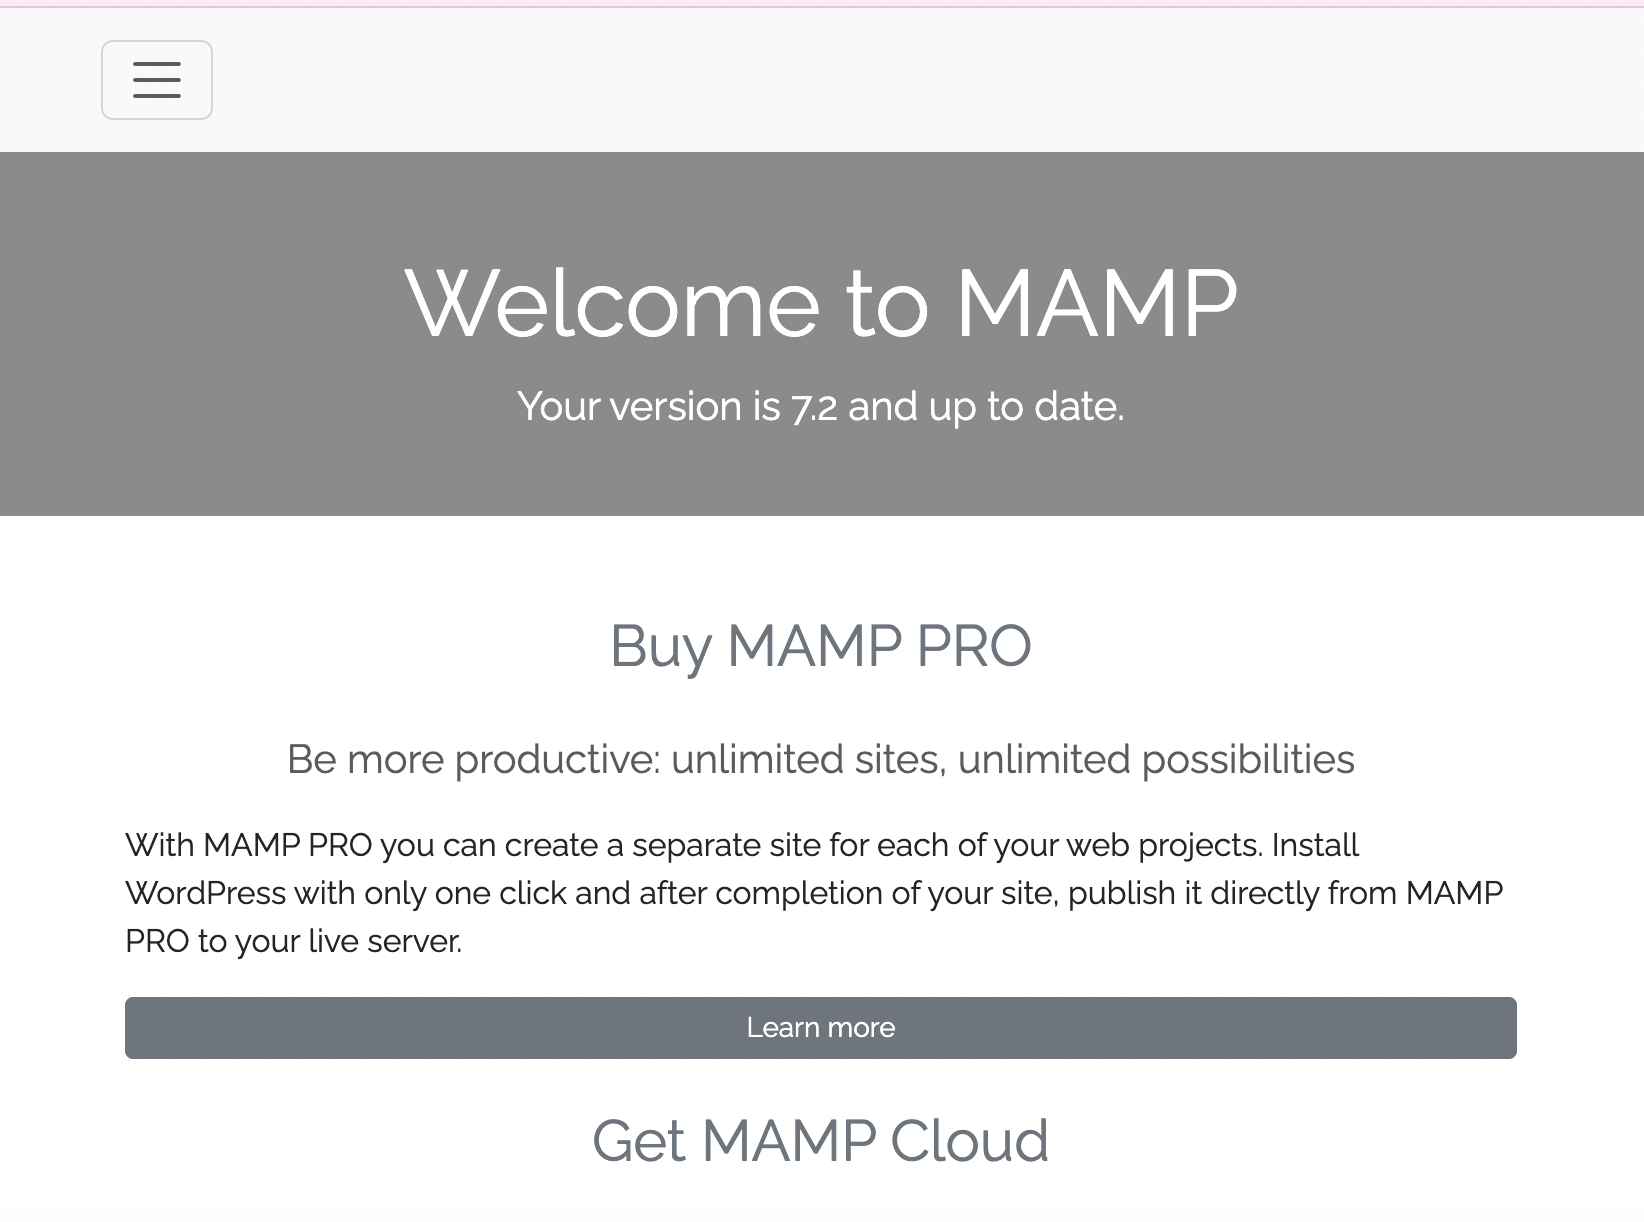 Welcome to MAMP
Your version is 7.2 and up to date.
Buy MAMP PRO
Be more productive: unlimited sites, unlimited possibilities
With MAMP PRO you can create a separate site for each of your web projects. Install
WordPress with only one click and after completion of your site, publish it directly from MAMP
PRO to your live server.
Learn more
Get MAMP Cloud